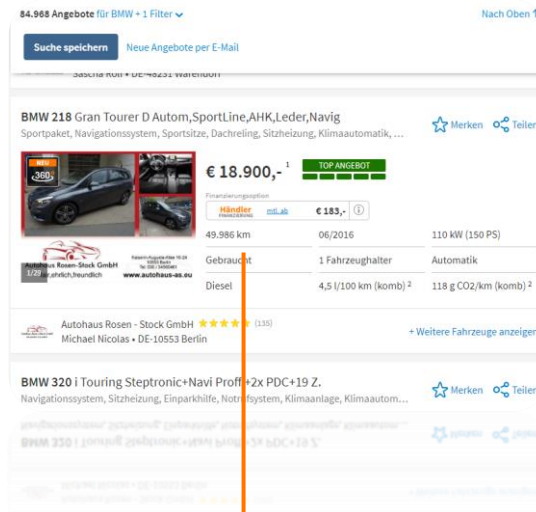 84.968 Angebote für BMW + 1 Filter
Nach Oben
Suche speichern
Neue Angebote per E-Mail
BMW 218 Gran Tourer D Autom,SportLine,AHK,Leder,Navig
Merken
Teilen
Sportpaket, Navigationssystem, Sportsitze, Dachreling, Sitzheizung, Klimaautomatik, ...
NEU
360°
€ 18.900,- 1
TOP ANGEBOT
Finanzierungsoption
Händler
FINANZIERUNG
mtl. ab
€ 183,-
49.986 km
06/2016
110 kW (150 PS)
Gebraucht
1 Fahrzeughalter
Automatik
Diesel
4,5 l/100 km (komb) 2
118 g CO2/km (komb) 2
Autohaus Rosen-Stock GmbH
ehrlich,freundlich
www.autohaus-as.eu
Autohaus Rosen - Stock GmbH
(135)
Michael Nicolas • DE-10553 Berlin
+ Weitere Fahrzeuge anzeigen
BMW 320 i Touring Steptronic+Navi Proff+2x PDC+19 Z.
Merken
Teilen
Navigationssystem, Sitzheizung, Einparkhilfe, Notrufsystem, Klimaanlage, Klimaautom...